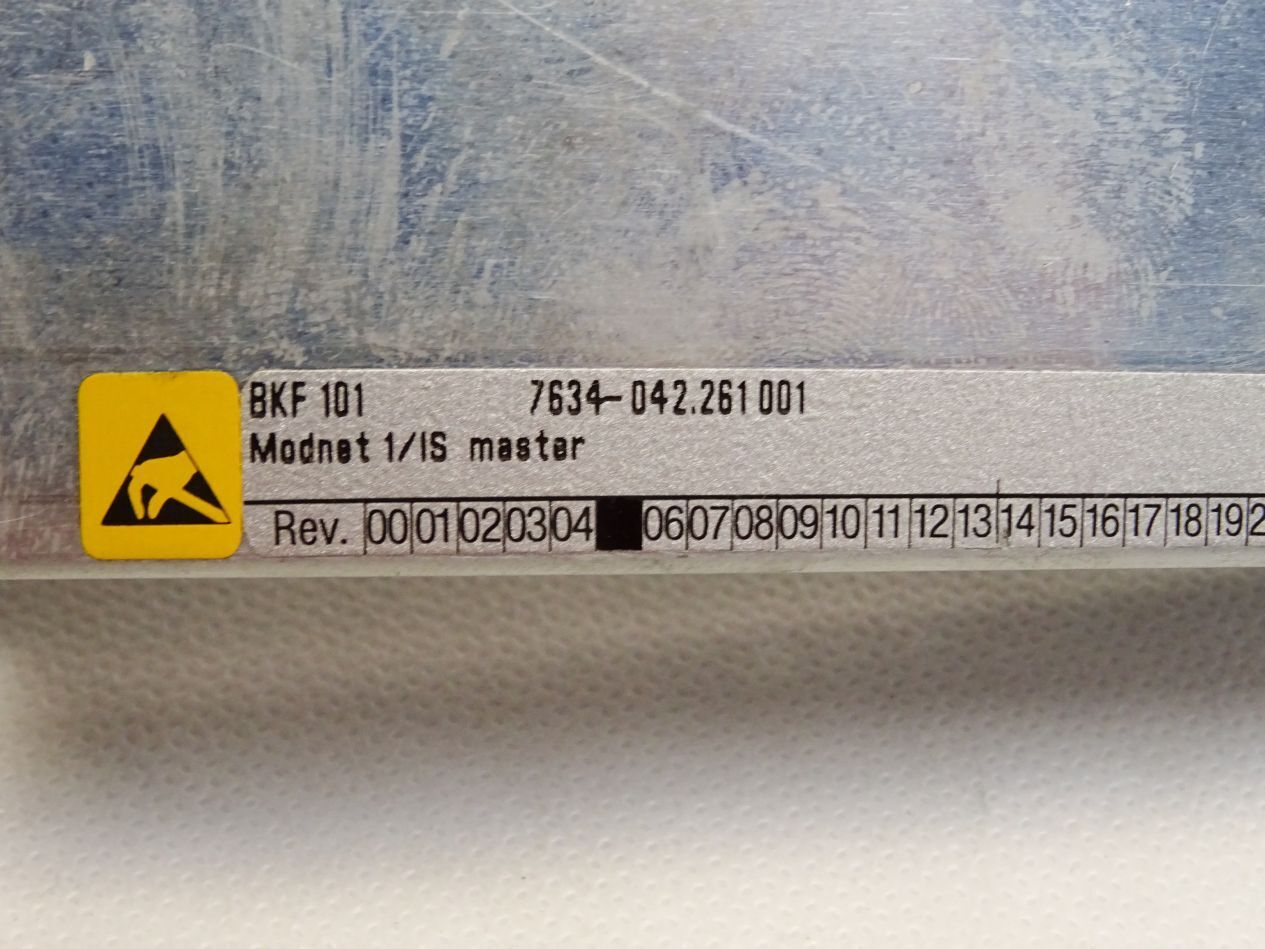 BKF 101 7634-042.261 001
Modnet 1/IS master
Rev. 00 01 02 03 04 06 07 08 09 10 11 12 13 14 15 16 17 18 19 2